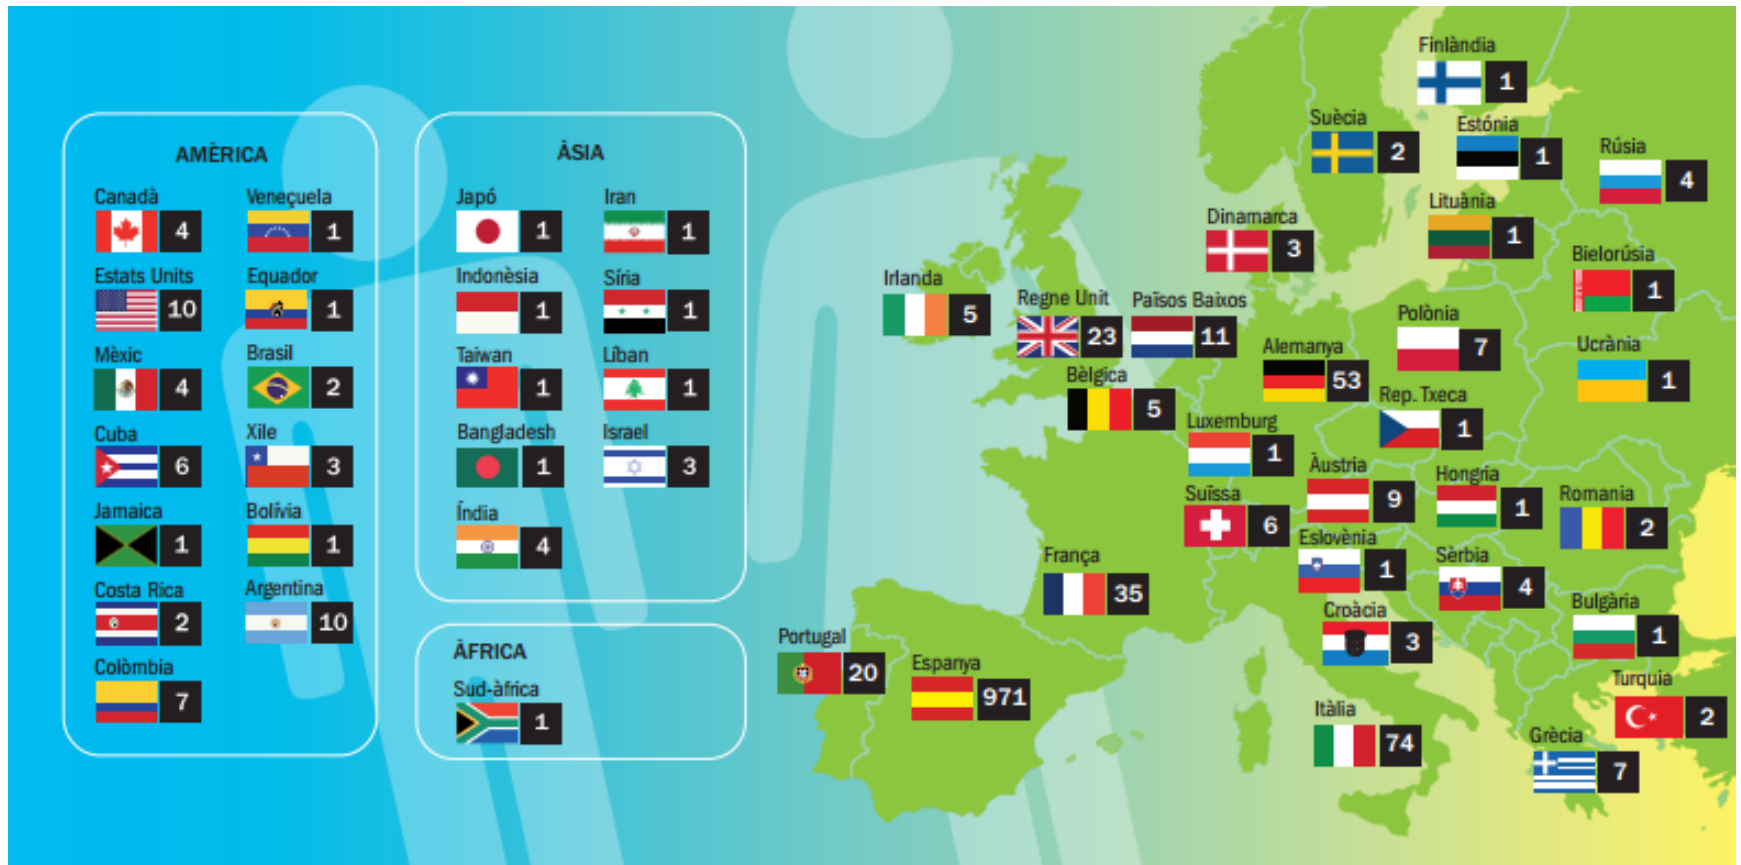 AMÈRICA
Canadà
4
Veneçuela
1
Estats Units
10
Equador
1
Mèxic
4
Brasil
2
Cuba
6
Xile
3
Jamaica
1
Bolívia
1
Costa Rica
2
Argentina
10
Colòmbia
7
ÀSIA
Japó
1
Iran
1
Indonèsia
1
Síria
1
Taiwan
1
Líban
1
Bangladesh
1
Israel
3
Índia
4
ÀFRICA
Sud-àfrica
1
Finlàndia
1
Suècia
2
Estónia
1
Rúsia
4
Lituània
1
Dinamarca
3
Bielorúsia
1
Irlanda
5
Regne Unit
23
Països Baixos
11
Polònia
7
Alemanya
53
Ucrània
1
Bèlgica
5
Rep. Txeca
1
Luxemburg
1
Àustria
9
Hongria
1
Suïssa
6
Romania
2
Eslovènia
1
Sèrbia
4
França
35
Croàcia
3
Bulgària
1
Portugal
20
Espanya
971
Turquia
2
Itàlia
74
Grècia
7